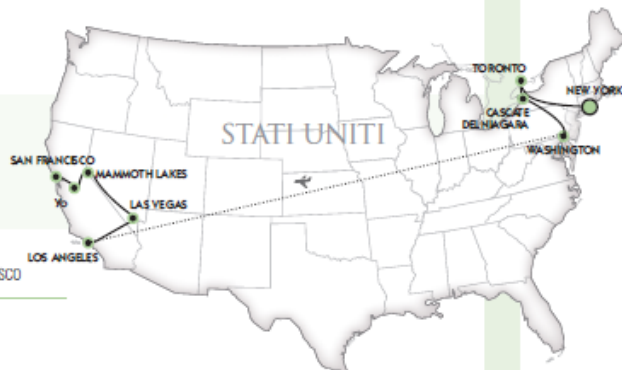 TORONTO
NEW YORK
CASCATE
DEL NIAGARA
STATI UNITI
WASHINGTON
SAN FRANCISCO
MAMMOTH LAKES
Yo
LAS VEGAS
LOS ANGELES
SCO